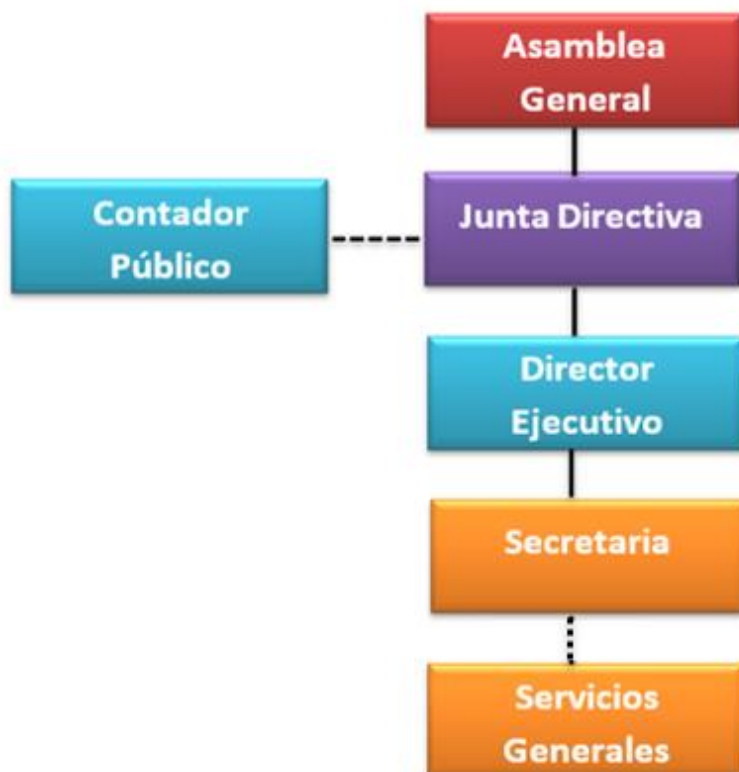 Asamblea
General
Contador
Público
Junta Directiva
Director
Ejecutivo
Secretaria
Servicios
Generales